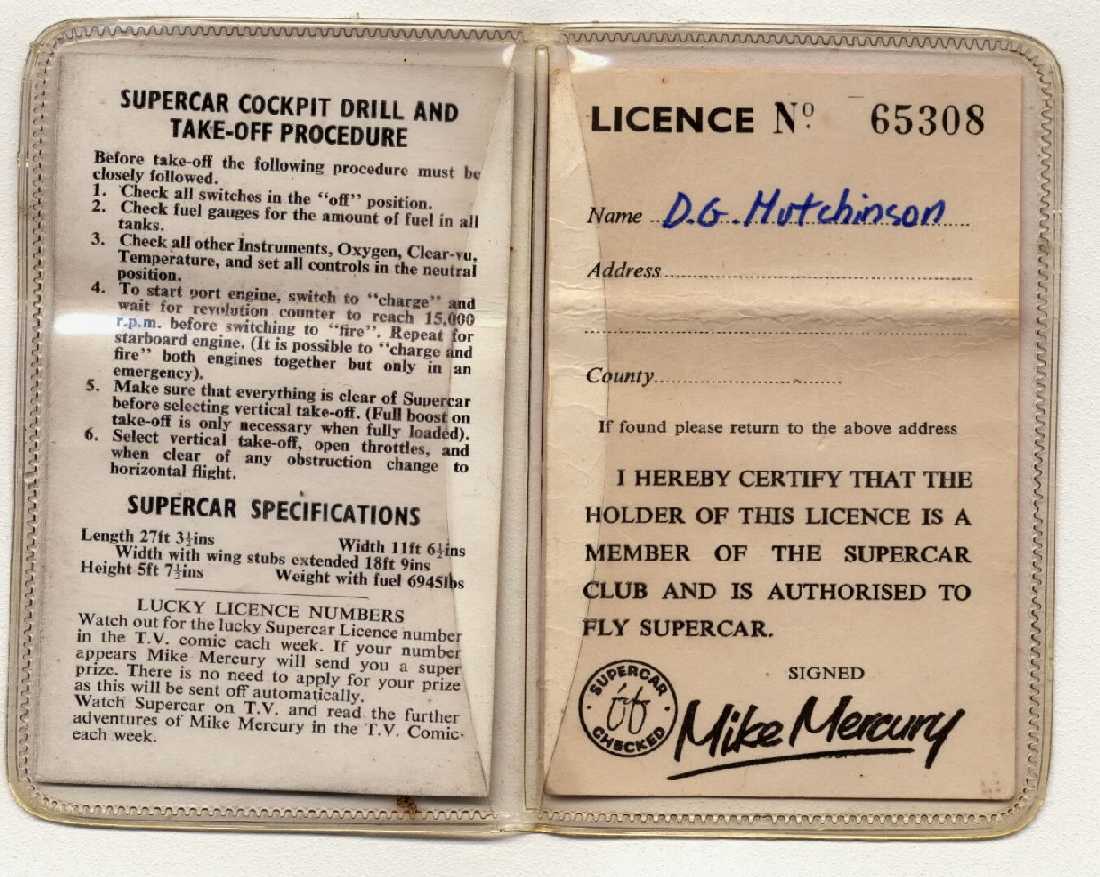 SUPERCAR COCKPIT DRILL AND
TAKE-OFF PROCEDURE
Before take-off the following procedure must be
closely followed.
1. Check all switches in the "off" position.
2. Check fuel gauges for the amount of fuel in all
tanks.
3. Check all other Instruments, Oxygen, Clear-vu,
Temperature, and set all controls in the neutral
position.
4. To start port engine, switch to "charge" and
wait for revolution counter to reach 15,000
r.p.m. before switching to "fire". Repeat for
starboard engine. (It is possible to "charge and
fire" both engines together but only in an
emergency).
5. Make sure that everything is clear of Supercar
before selecting vertical take-off. (Full boost on
take-off is only necessary when fully loaded).
6. Select vertical take-off, open throttles, and
when clear of any obstruction change to
horizontal flight.
SUPERCAR SPECIFICATIONS
Length 27ft 3½ins Width 11ft 6½ins
Width with wing stubs extended 18ft 9ins
Height 5ft 7½ins Weight with fuel 6945lbs
LUCKY LICENCE NUMBERS
Watch out for the lucky Supercar Licence number
in the T.V. comic each week. If your number
appears Mike Mercury will send you a super
prize. There is no need to apply for your prize
as this will be sent off automatically.
Watch Supercar on T.V. and read the further
adventures of Mike Mercury in the T.V. Comic
each week.
LICENCE Nº. 65308
Name D.G. Hutchinson
Address
County
If found please return to the above address
I HEREBY CERTIFY THAT THE
HOLDER OF THIS LICENCE IS A
MEMBER OF THE SUPERCAR
CLUB AND IS AUTHORISED TO
FLY SUPERCAR.
SIGNED
SUPERCAR
CHECKED
Mike Mercury